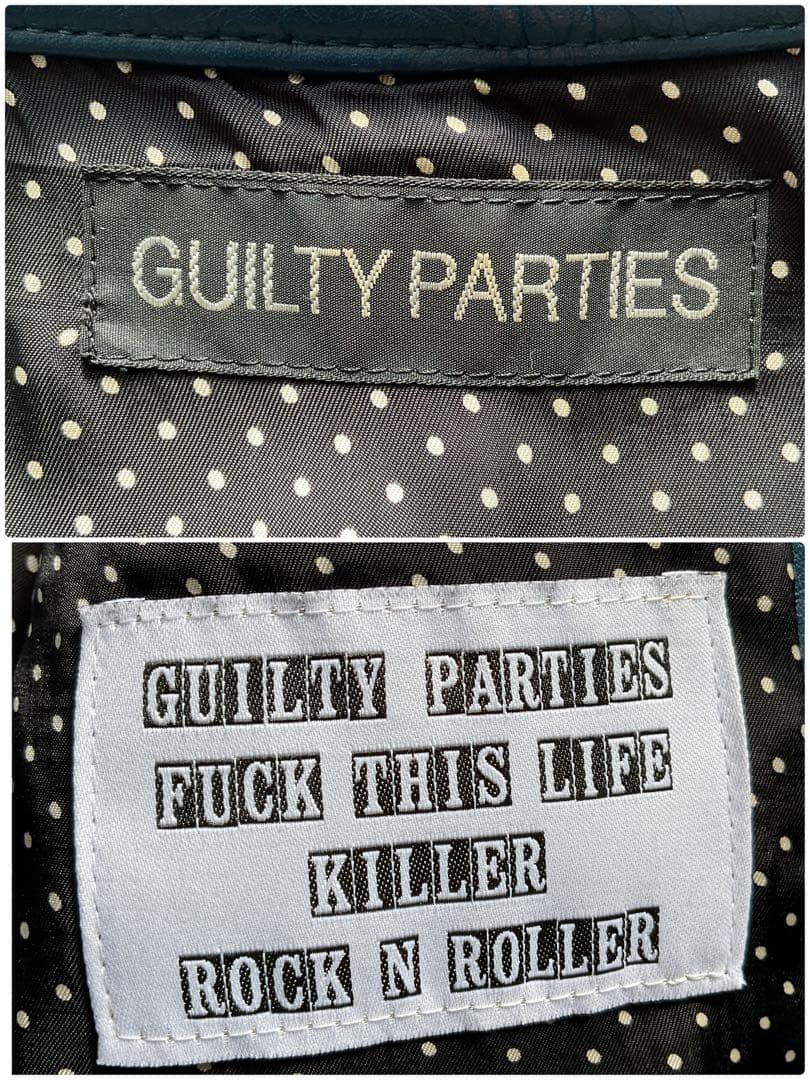 GUILTY PARTIES
GUILTY PARTIES
FUCK THIS LIFE
KILLER
ROCK N ROLLER